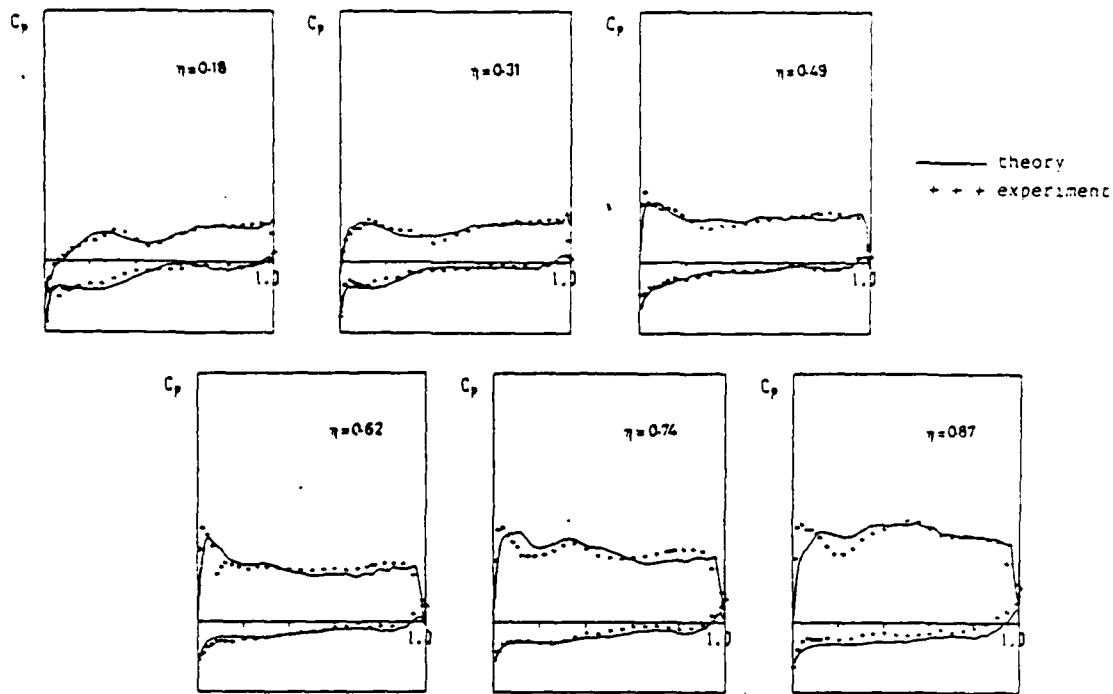 Cp
η=0.18
1.0
Cp
η=0.31
1.0
Cp
η=0.49
1.0
theory
+ + + experiment
Cp
η=0.62
1.0
Cp
η=0.74
1.0
Cp
η=0.87
1.0